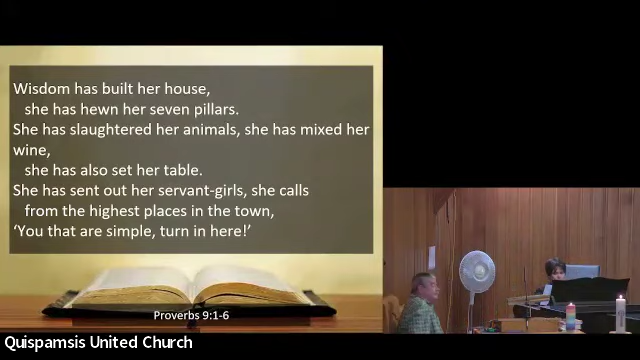 Wisdom has built her house,
she has hewn her seven pillars.
She has slaughtered her animals, she has mixed her
wine,
she has also set her table.
She has sent out her servant-girls, she calls
from the highest places in the town,
‘You that are simple, turn in here!’
Proverbs 9:1-6
Quispamsis United Church